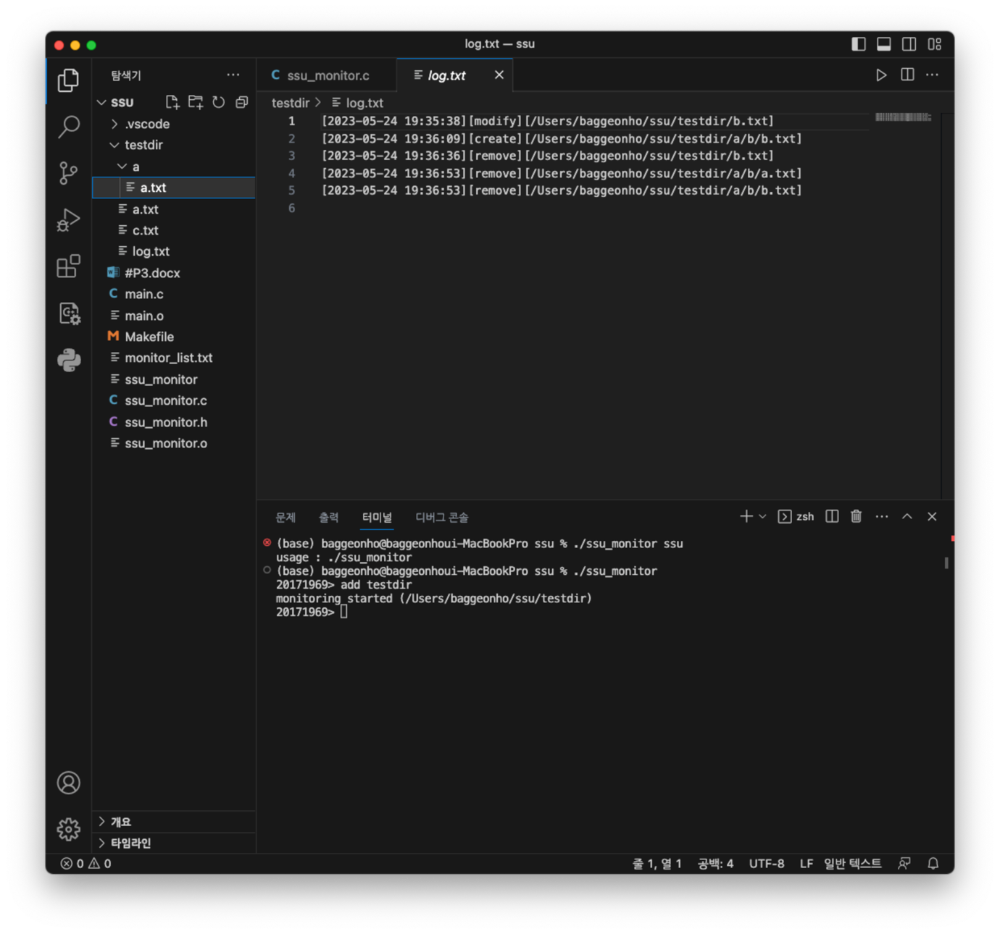 log.txt — ssu
탐색기
SSU
.vscode
testdir
a
a.txt
a.txt
c.txt
log.txt
#P3.docx
main.c
main.o
Makefile
monitor_list.txt
ssu_monitor
ssu_monitor.c
ssu_monitor.h
ssu_monitor.o
개요
타임라인
ssu_monitor.c
log.txt
testdir > log.txt
1 [2023-05-24 19:35:38][modify][/Users/baggeonho/ssu/testdir/b.txt]
2 [2023-05-24 19:36:09][create][/Users/baggeonho/ssu/testdir/a/b/b.txt]
3 [2023-05-24 19:36:36][remove][/Users/baggeonho/ssu/testdir/b.txt]
4 [2023-05-24 19:36:53][remove][/Users/baggeonho/ssu/testdir/a/b/a.txt]
5 [2023-05-24 19:36:53][remove][/Users/baggeonho/ssu/testdir/a/b/b.txt]
6
문제 출력 터미널 디버그 콘솔 zsh
(base) baggeonho@baggeonhoui-MacBookPro ssu % ./ssu_monitor ssu
usage : ./ssu_monitor
(base) baggeonho@baggeonhoui-MacBookPro ssu % ./ssu_monitor
20171969> add testdir
monitoring started (/Users/baggeonho/ssu/testdir)
20171969>
0 0 줄 1, 열 1 공백: 4 UTF-8 LF 일반 텍스트